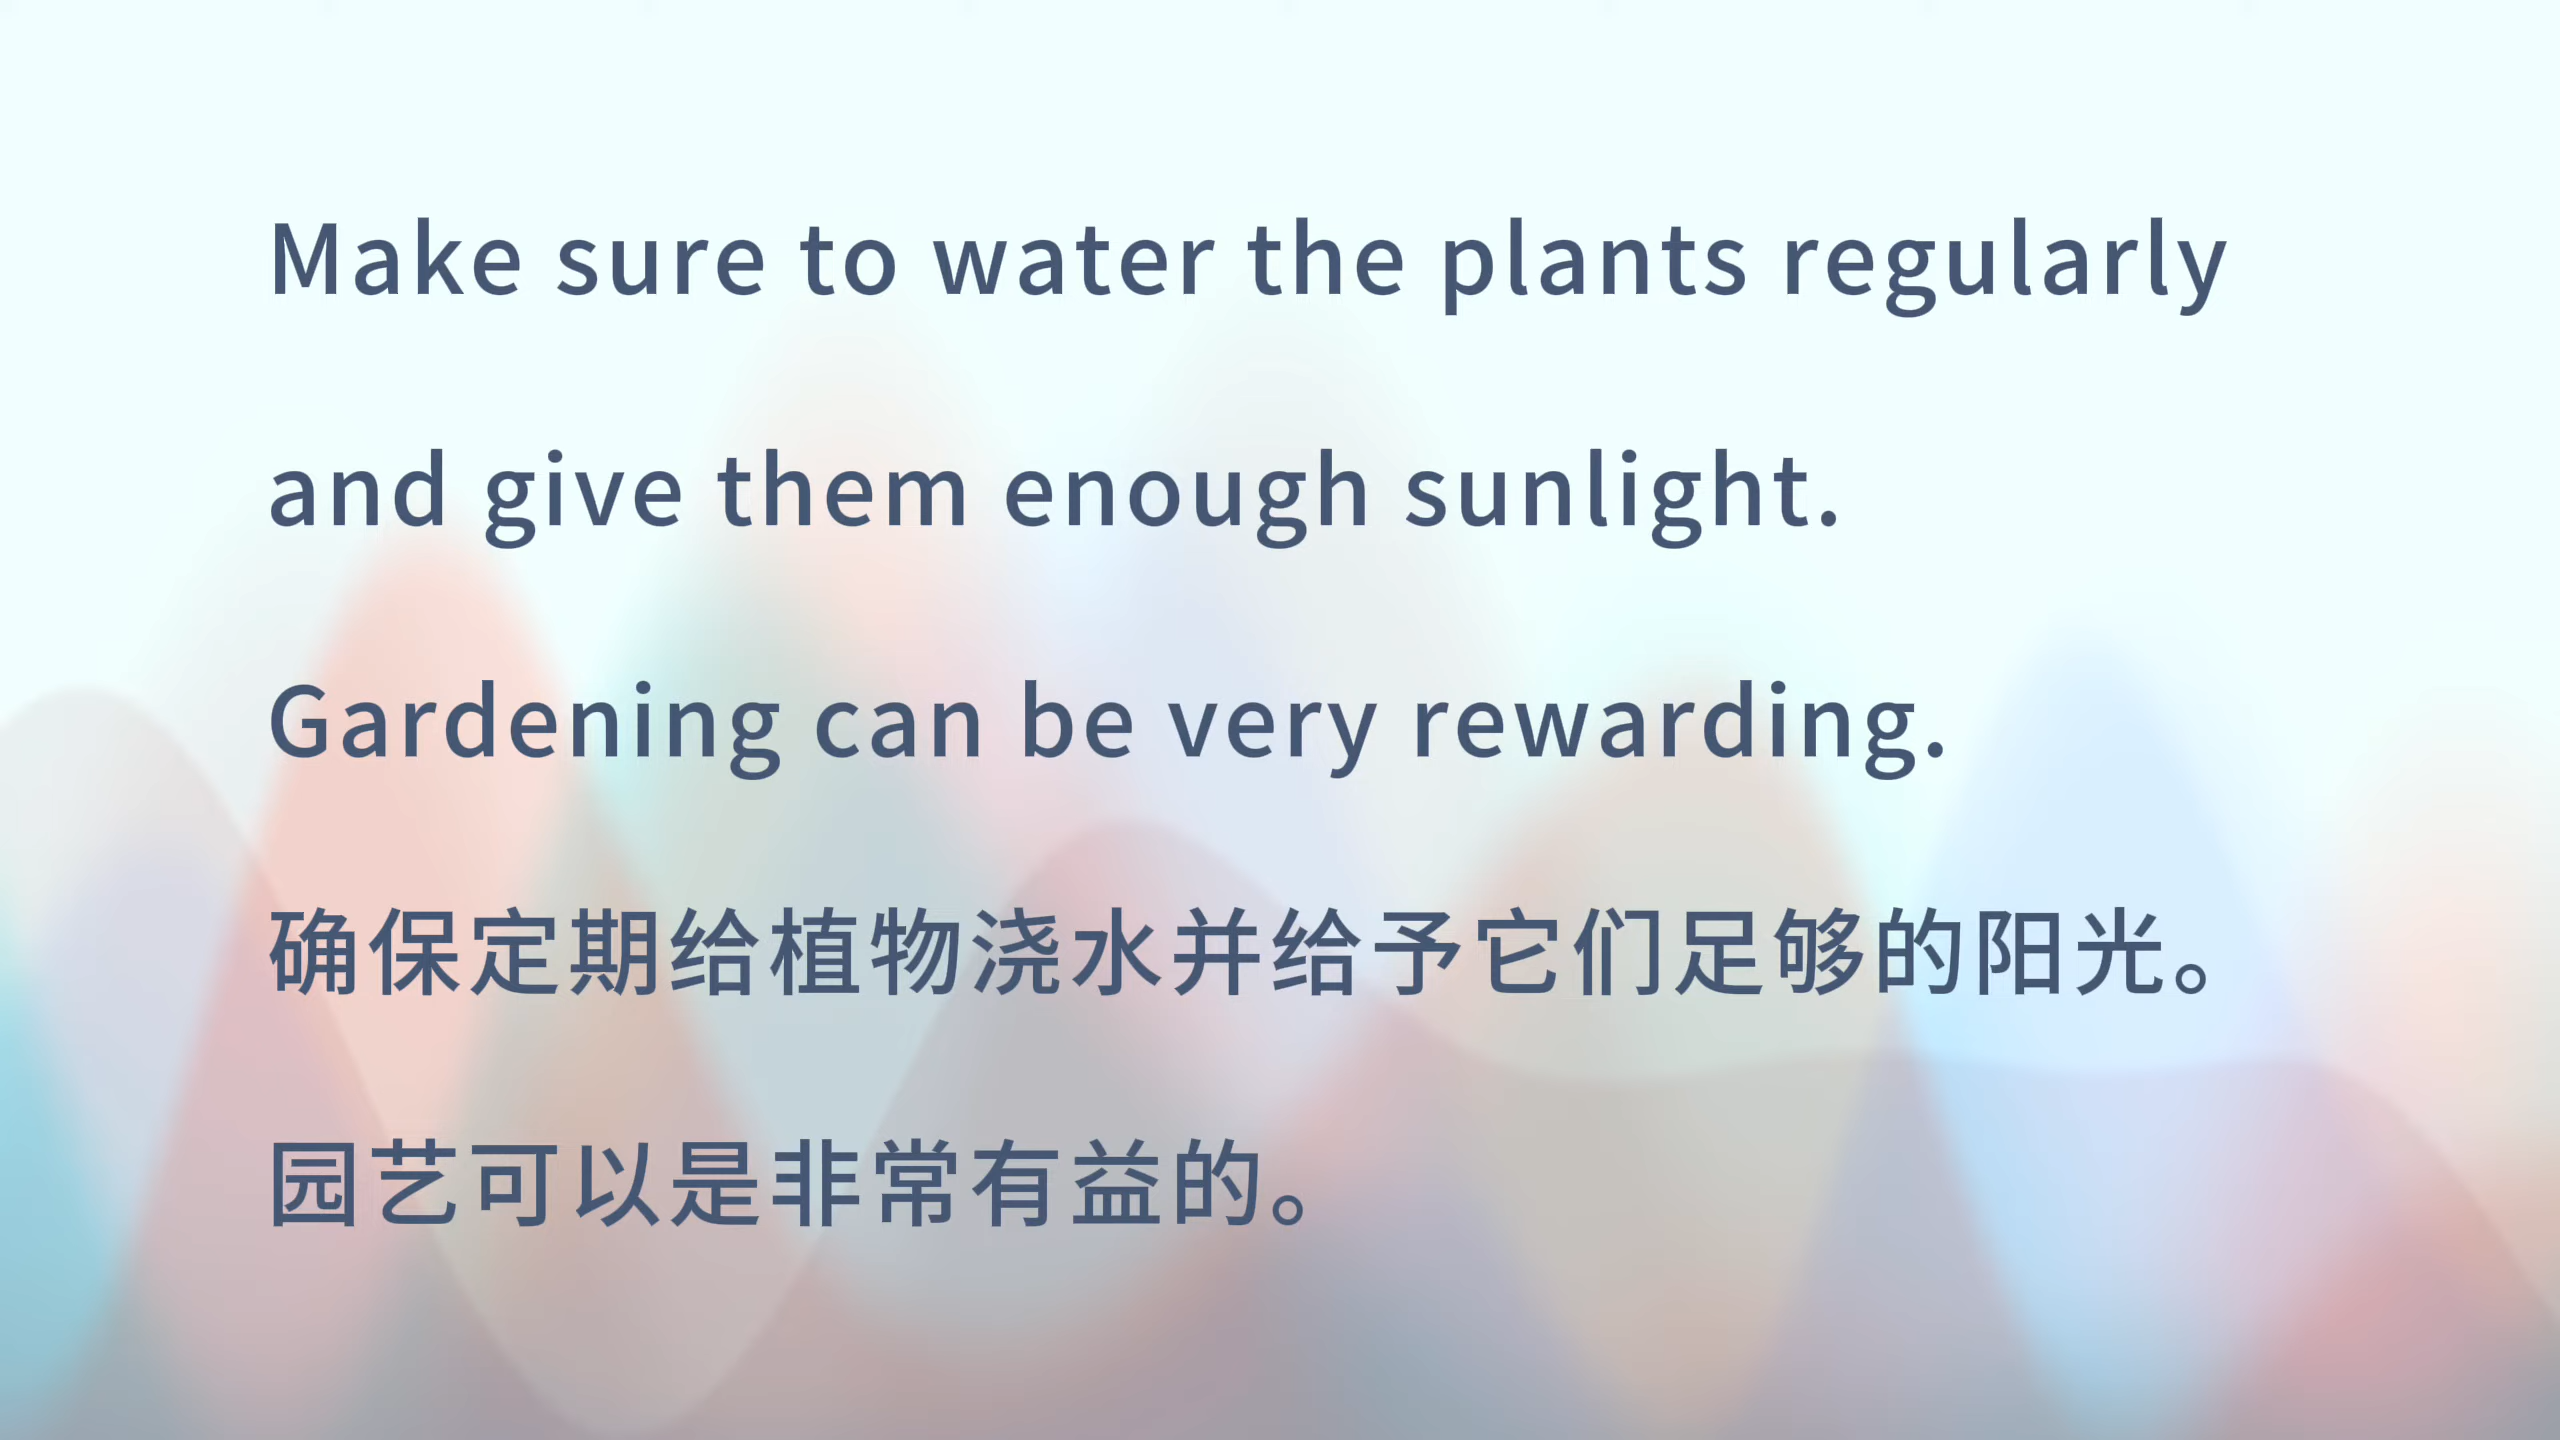 Make sure to water the plants regularly
and give them enough sunlight.
Gardening can be very rewarding.
确保定期给植物浇水并给予它们足够的阳光。
园艺可以是非常有益的。